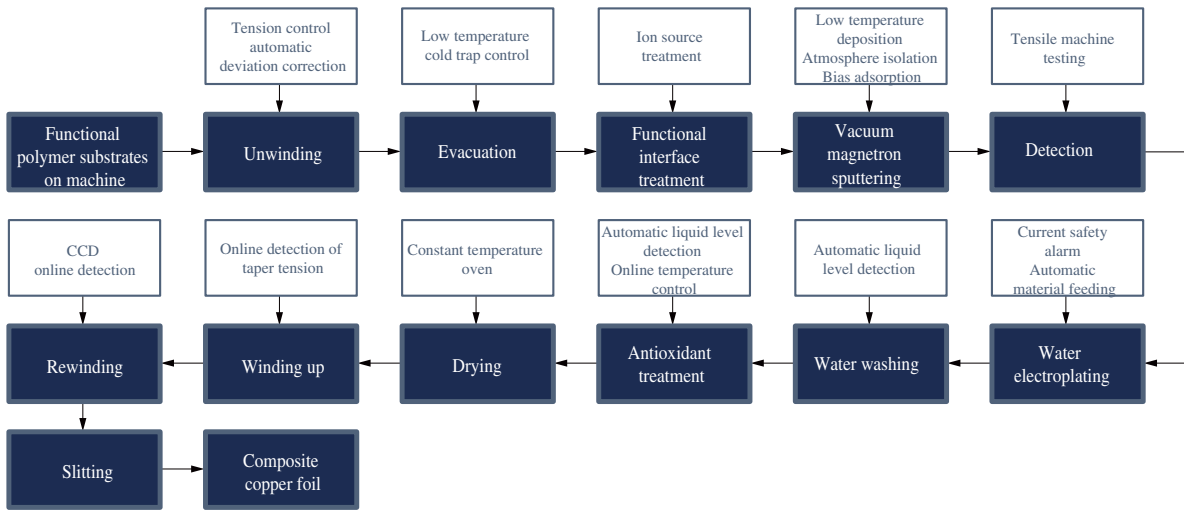 Tension control
automatic
deviation correction
Low temperature
cold trap control
Ion source
treatment
Low temperature
deposition
Atmosphere isolation
Bias adsorption
Tensile machine
testing
Functional
polymer substrates
on machine
Unwinding
Evacuation
Functional
interface
treatment
Vacuum
magnetron
sputtering
Detection
CCD
online detection
Online detection of
taper tension
Constant temperature
oven
Automatic liquid level
detection
Online temperature
control
Automatic liquid
level detection
Current safety
alarm
Automatic
material feeding
Rewinding
Winding up
Drying
Antioxidant
treatment
Water washing
Water
electroplating
Slitting
Composite
copper foil